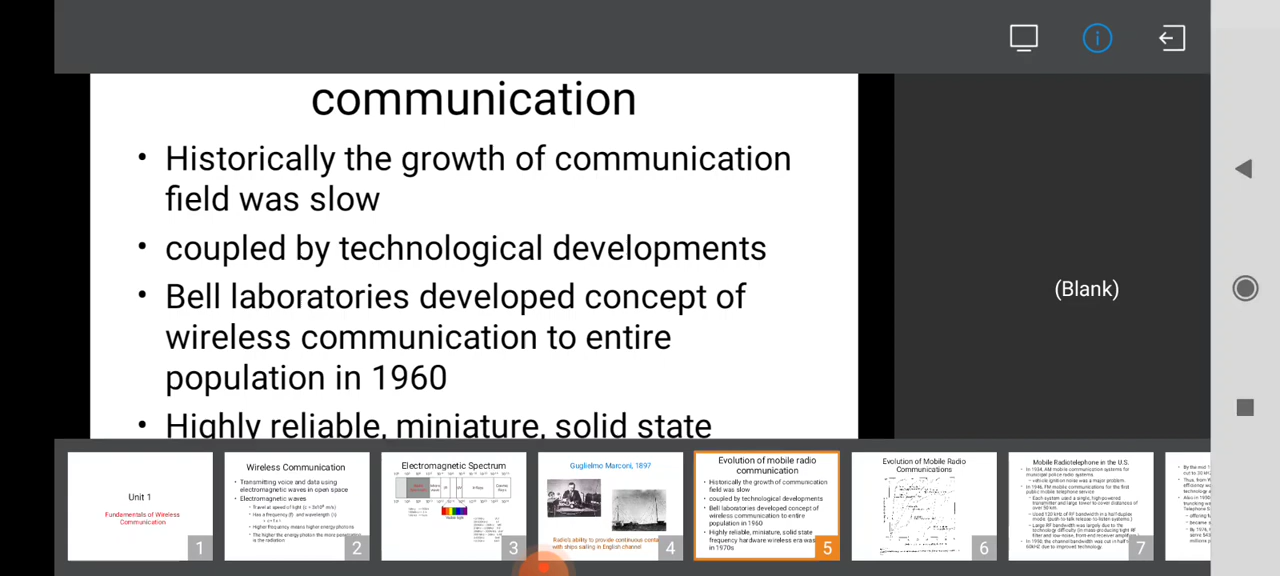 communication
• Historically the growth of communication
field was slow
• coupled by technological developments
• Bell laboratories developed concept of
wireless communication to entire
population in 1960
• Highly reliable, miniature, solid state
(Blank)
Unit 1
Fundamentals of Wireless
Communication
1
Wireless Communication
• Transmitting voice and data using
electromagnetic waves in open space
• Electromagnetic waves
• Travel at speed of light
• Has a frequency (f) and wavelength
• Higher frequency means higher energy photons
• The higher the energy photon the more
is the radiation
2
Electromagnetic Spectrum
3
Guglielmo Marconi, 1897
Radio's ability to provide continuous
with ships sailing in English channel
4
Evolution of mobile radio
communication
• Historically the growth of communication
field was slow
• coupled by technological developments
• Bell laboratories developed concept of
wireless communication to entire
population in 1960
• Highly reliable, miniature, solid state
frequency hardware wireless era
in 1970s
5
Evolution of Mobile Radio
Communications
6
Mobile Radiotelephone in the U.S.
• In 1934, AM mobile communication systems for
municipal police radio systems
vehicle ignition noise was a major problem.
• In 1946, FM mobile communications for the first
public mobile telephone service
Each system used a single, high-powered
transmitter and large tower to cover distances of
over 50 km.
Used 120 kHz of RF bandwidth in a half-duplex
mode (push-to-talk release-to-listen systems.)
Large RF bandwidth was largely due to the
technology difficulty (in mass-producing tight RF
filter and low-noise, front-end receiver
• In 1950, the channel bandwidth was cut in half
60kHz due to improved technology
7